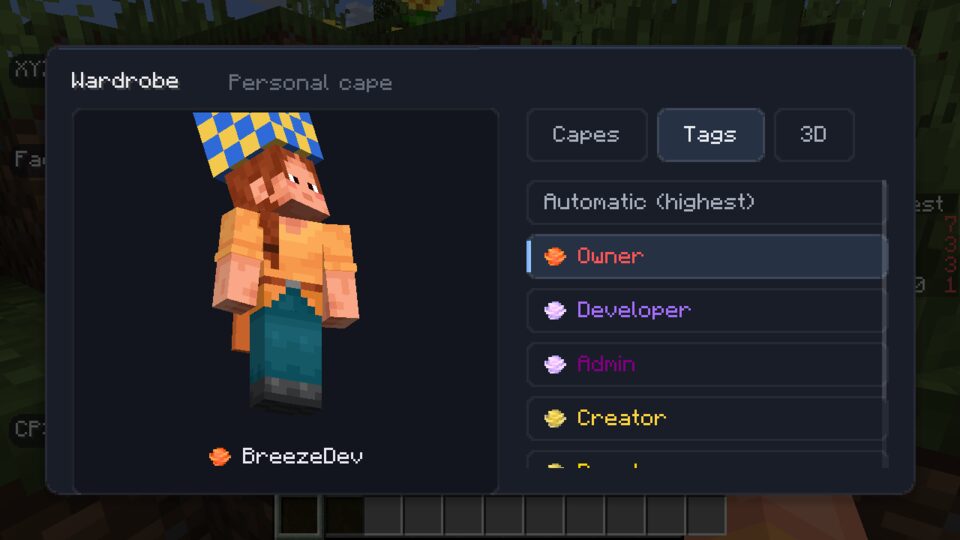 Wardrobe Personal cape
Capes Tags 3D
Automatic (highest)
Owner
Developer
Admin
Creator
BreezeDev